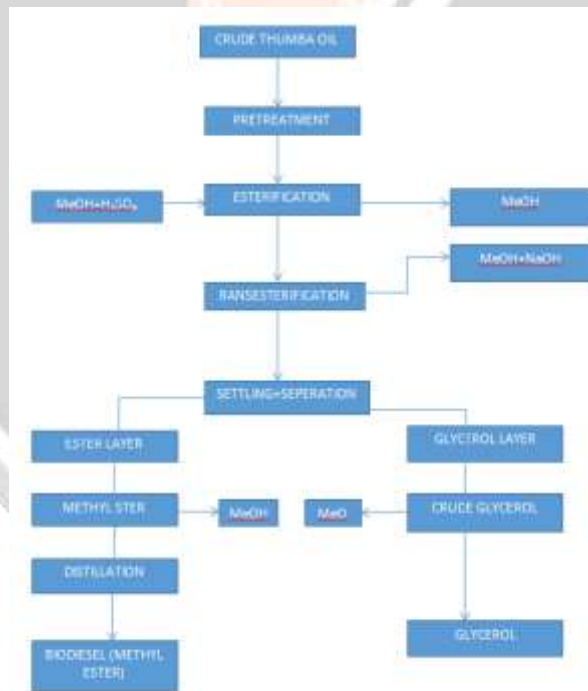 CRUDE THUMBA OIL
PRETREATMENT
MeOH+H₂SO₄
ESTERIFICATION
MeOH
MeOH+NaOH
RANSESTERIFICATION
SETTLING+SEPERATION
ESTER LAYER
GLYCEROL LAYER
METHYL STER
MeOH
MeO
CRUDE GLYCEROL
DISTILLATION
BIODIESEL (METHYL
ESTER)
GLYCEROL